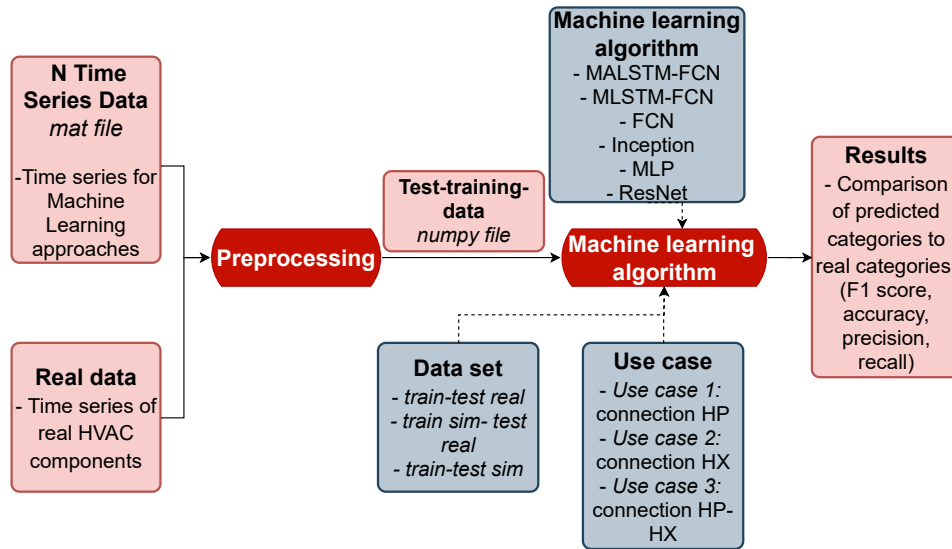 N Time
Series Data
mat file
-Time series for
Machine
Learning
approaches
Real data
- Time series of
real HVAC
components
Preprocessing
Test-training-
data
numpy file
Machine learning
algorithm
- MALSTM-FCN
- MLSTM-FCN
- FCN
- Inception
- MLP
- ResNet
Machine learning
algorithm
Data set
- train-test real
- train sim- test
real
- train-test sim
Use case
- Use case 1:
connection HP
- Use case 2:
connection HX
- Use case 3:
connection HP-
HX
Results
- Comparison
of predicted
categories to
real categories
(F1 score,
accuracy,
precision,
recall)